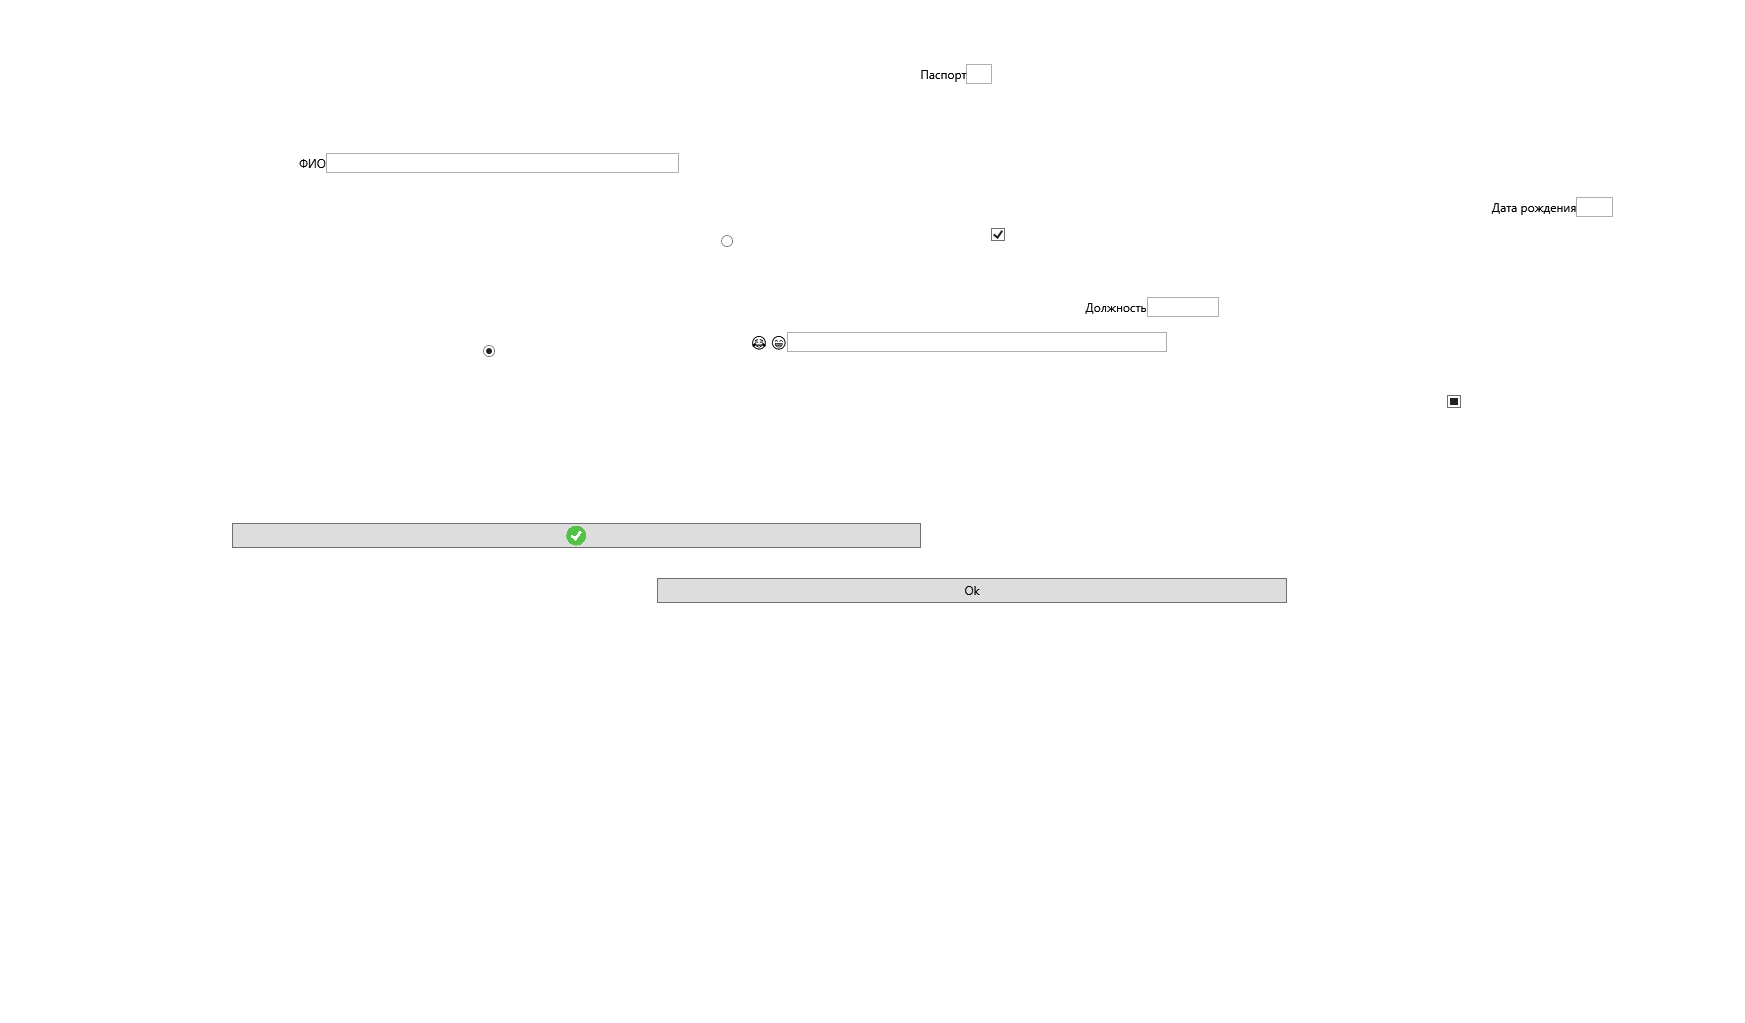 Паспорт
ФИО
Дата рождения
Должность
😂 😄
Ok